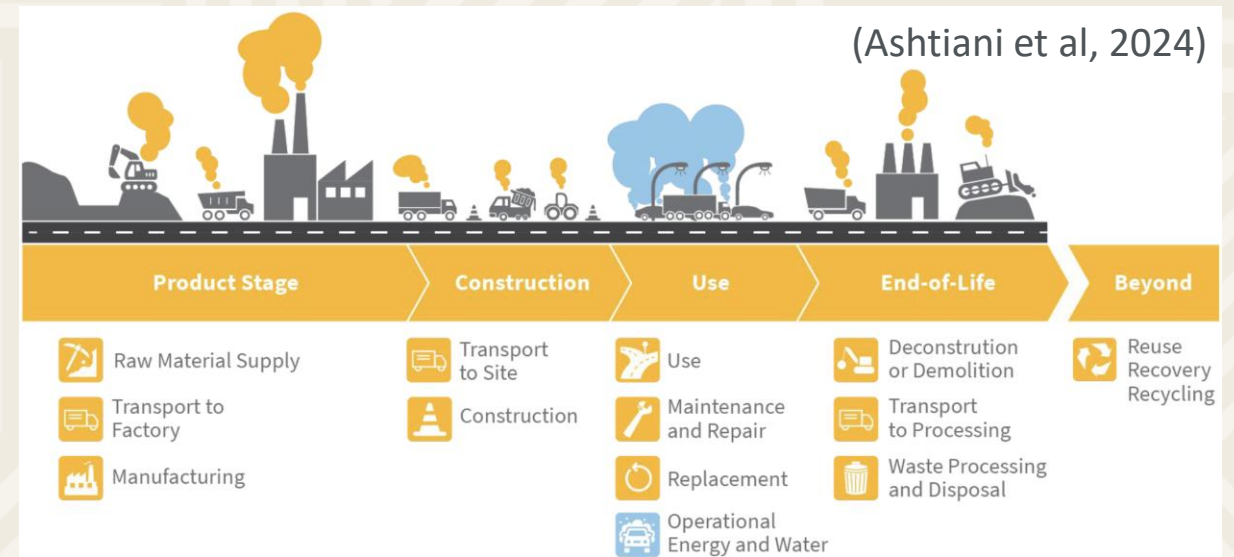 (Ashtiani et al, 2024)
Product Stage
Construction
Use
End-of-Life
Beyond
Raw Material Supply
Transport to
Factory
Manufacturing
Transport
to Site
Construction
Use
Maintenance
and Repair
Replacement
Operational
Energy and Water
Deconstrution
or Demolition
Transport
to Processing
Waste Processing
and Disposal
Reuse
Recovery
Recycling